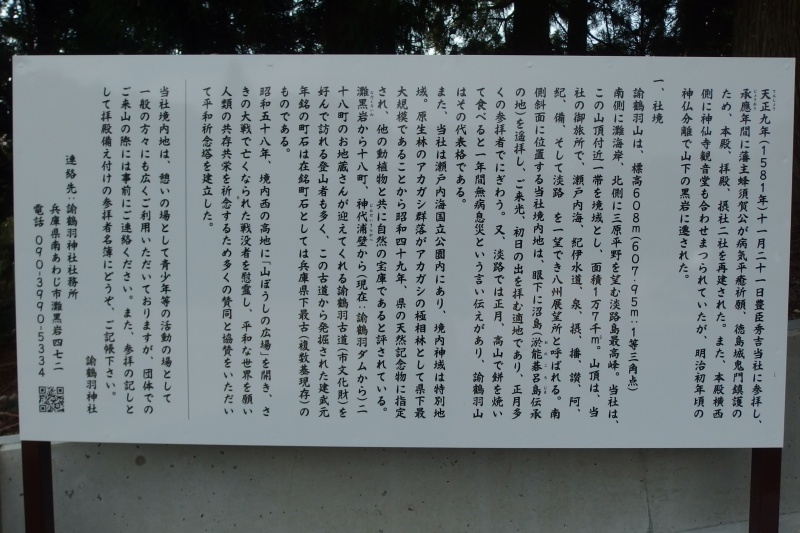 天正九年(1581年)十一月二十一日豊臣秀吉当社に参拝し、
承應年間に藩主蜂須賀公が病気平癒祈願、徳島城鬼門鎮護の
ため、本殿、拝殿、摂社二社を再建された。また、本殿横西
側に神仙寺観音堂も合わせまつられていたが、明治初年頃の
神仏分離で山下の黒岩に遷された。
一、社境
諭鶴羽山は、標高608m(607・95m・1等三角点)
南側に灘海岸、北側に三原平野を望む淡路島最高峰。当社は、
この山頂付近一帯を境域とし、面積1万7千㎡。山頂は、当
社の御旅所で、瀬戸内海、紀伊水道、泉、摂、播、讃、阿、
紀、備、そして淡路 を一望でき八州展望所と呼ばれる。南
側斜面に位置する当社境内地は、眼下に沼島(淤能碁呂島伝承
の地)を遥拝し、ご来光、初日の出を拝む適地であり、正月多
くの参拝者でにぎわう。又、淡路では正月、高山で餅を焼い
て食べると一年間無病息災という言い伝えがあり、諭鶴羽山
はその代表格である。
また、当社は瀬戸内海国立公園内にあり、境内神域は特別地
域。原生林のアカガシ群落がアカガシの極相林として県下最
大規模であることから昭和四十九年、県の天然記念物に指定
され、他の動植物と共に自然の宝庫であると評されている。
灘黒岩から十八町、神代浦壁から(現在:諭鶴羽ダムから)二
十八町のお地蔵さんが迎えてくれる諭鶴羽古道(市文化財)を
好んで訪れる登山者も多く、この古道から発掘された建武元
年銘の町石は在銘町石としては兵庫県下最古(複数基現存)の
ものである。
昭和五十八年、境内西の高地に「山ぼうしの広場」を開き、さ
きの大戦で亡くなられた戦没者を慰霊し、平和な世界を願い
人類の共存共栄を祈念するため多くの賛同と協賛をいただい
て平和祈念塔を建立した。
当社境内地は、憩いの場として青少年等の活動の場として
一般の方々にも広くご利用いただいておりますが、団体での
ご来山の際には事前にご連絡ください。また、参拝の記しと
して拝殿備え付けの参拝者名簿にどうぞ、ご記帳下さい。
諭鶴羽神社
連絡先:諭鶴羽神社社務所
兵庫県南あわじ市灘黒岩四七二
電話 090-3990-5334